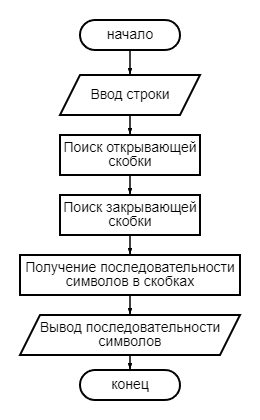 начало
Ввод строки
Поиск открывающей
скобки
Поиск закрывающей
скобки
Получение последовательности
символов в скобках
Вывод последовательности
символов
конец